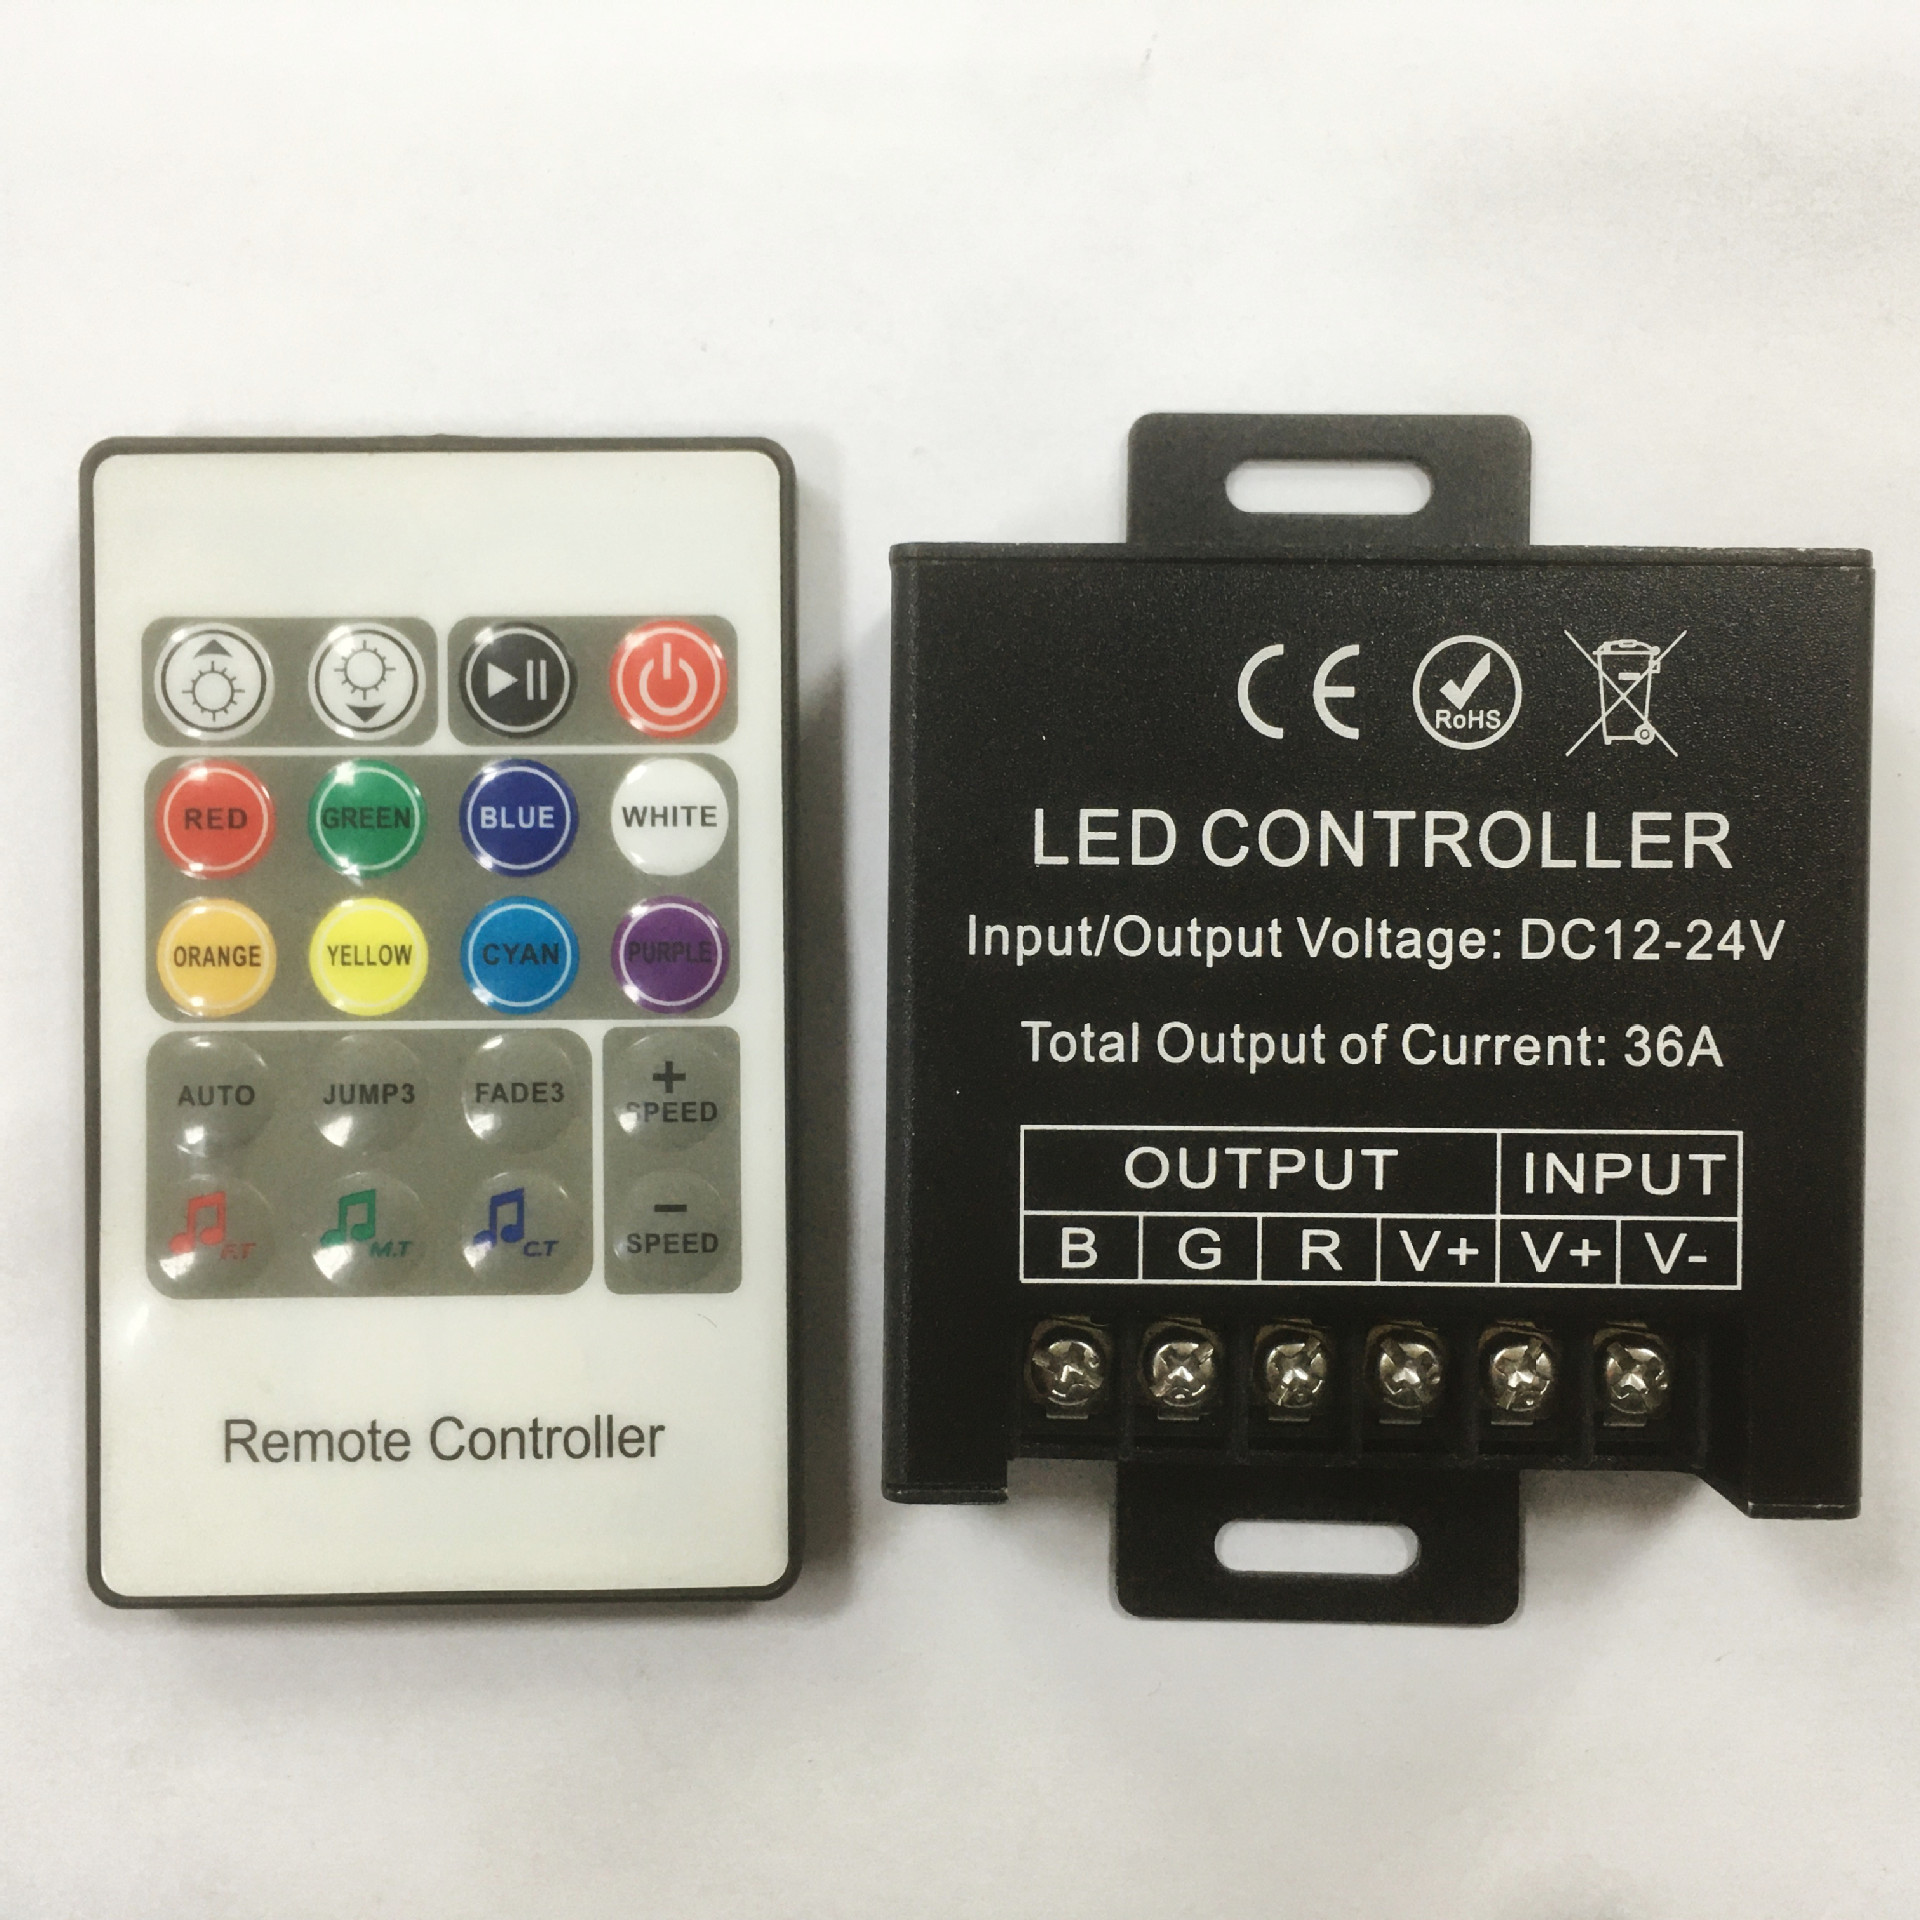 RED GREEN BLUE WHITE
ORANGE YELLOW CYAN PURPLE
AUTO JUMP3 FADE3 + SPEED
F.T M.T C.T − SPEED
Remote Controller
CE RoHS
LED CONTROLLER
Input/Output Voltage: DC12-24V
Total Output of Current: 36A
OUTPUT INPUT
B G R V+ V+ V-